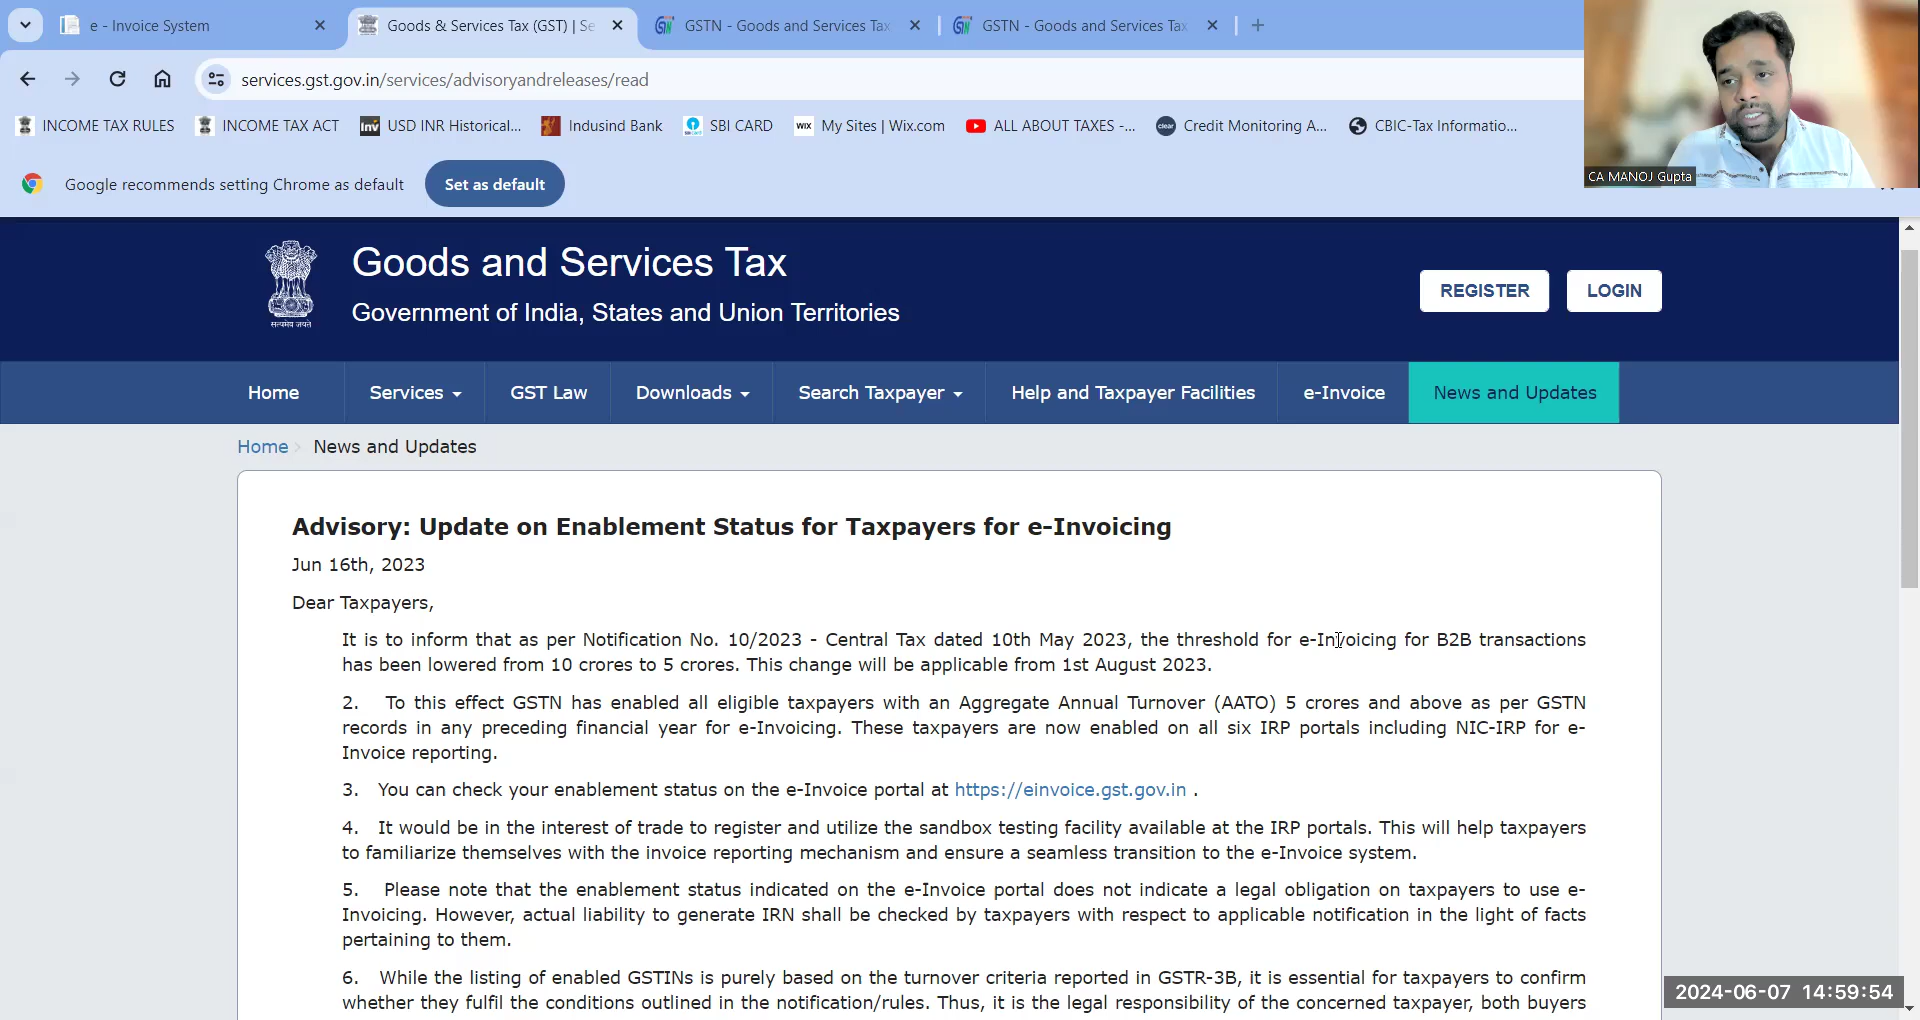 e - Invoice System
Goods & Services Tax (GST) | Se
GSTN - Goods and Services Tax
GSTN - Goods and Services Tax
services.gst.gov.in/services/advisoryandreleases/read
INCOME TAX RULES
INCOME TAX ACT
Inv USD INR Historical...
Indusind Bank
SBI CARD
WIX My Sites | Wix.com
ALL ABOUT TAXES -...
clear Credit Monitoring A...
CBIC-Tax Informatio...
CA MANOJ Gupta
Google recommends setting Chrome as default
Set as default
सत्यमेव जयते
Goods and Services Tax
Government of India, States and Union Territories
REGISTER
LOGIN
Home
Services
GST Law
Downloads
Search Taxpayer
Help and Taxpayer Facilities
e-Invoice
News and Updates
Home
News and Updates
Advisory: Update on Enablement Status for Taxpayers for e-Invoicing
Jun 16th, 2023
Dear Taxpayers,
It is to inform that as per Notification No. 10/2023 - Central Tax dated 10th May 2023, the threshold for e-Invoicing for B2B transactions
has been lowered from 10 crores to 5 crores. This change will be applicable from 1st August 2023.
2. To this effect GSTN has enabled all eligible taxpayers with an Aggregate Annual Turnover (AATO) 5 crores and above as per GSTN
records in any preceding financial year for e-Invoicing. These taxpayers are now enabled on all six IRP portals including NIC-IRP for e-
Invoice reporting.
3. You can check your enablement status on the e-Invoice portal at https://einvoice.gst.gov.in .
4. It would be in the interest of trade to register and utilize the sandbox testing facility available at the IRP portals. This will help taxpayers
to familiarize themselves with the invoice reporting mechanism and ensure a seamless transition to the e-Invoice system.
5. Please note that the enablement status indicated on the e-Invoice portal does not indicate a legal obligation on taxpayers to use e-
Invoicing. However, actual liability to generate IRN shall be checked by taxpayers with respect to applicable notification in the light of facts
pertaining to them.
6. While the listing of enabled GSTINs is purely based on the turnover criteria reported in GSTR-3B, it is essential for taxpayers to confirm
whether they fulfil the conditions outlined in the notification/rules. Thus, it is the legal responsibility of the concerned taxpayer, both buyers
2024-06-07 14:59:54